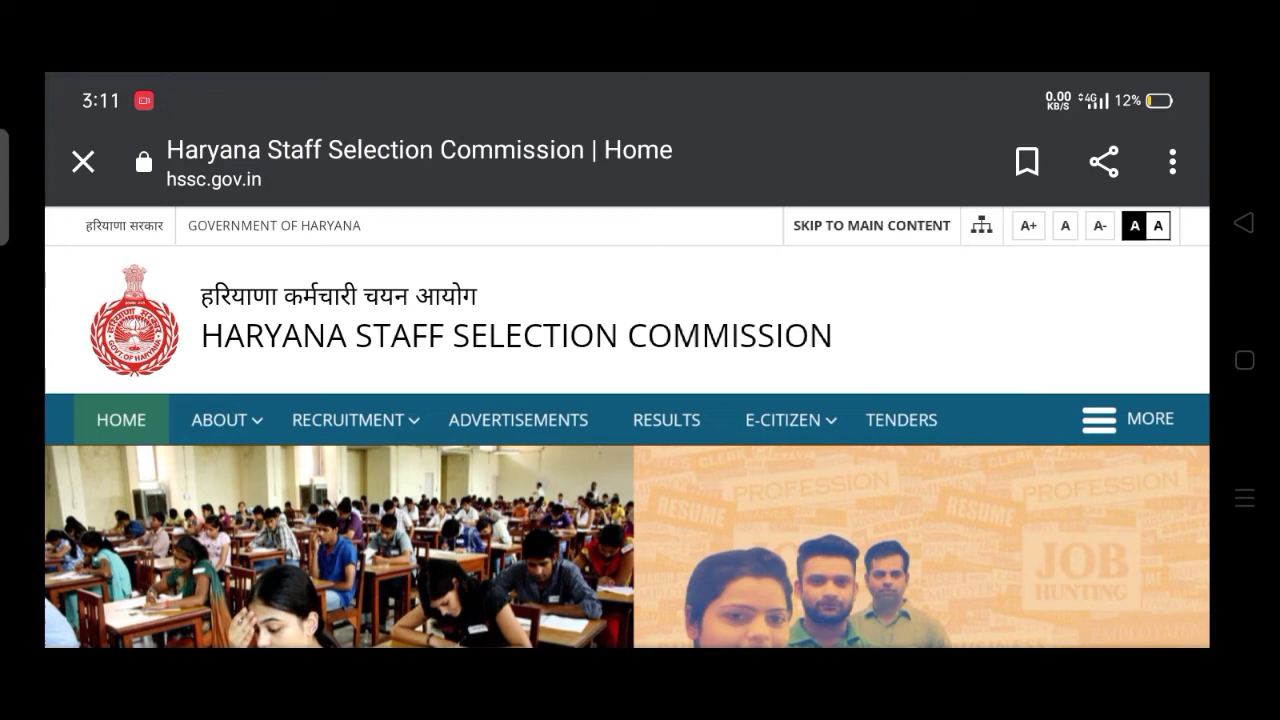 3:11
0.00 KB/S 4G 12%
Haryana Staff Selection Commission | Home
hssc.gov.in
हरियाणा सरकार GOVERNMENT OF HARYANA SKIP TO MAIN CONTENT A+ A A- A A
हरियाणा कर्मचारी चयन आयोग
HARYANA STAFF SELECTION COMMISSION
HOME ABOUT RECRUITMENT ADVERTISEMENTS RESULTS E-CITIZEN TENDERS MORE
PROFESSION PROFESSION
RESUME RESUME
JOB
HUNTING